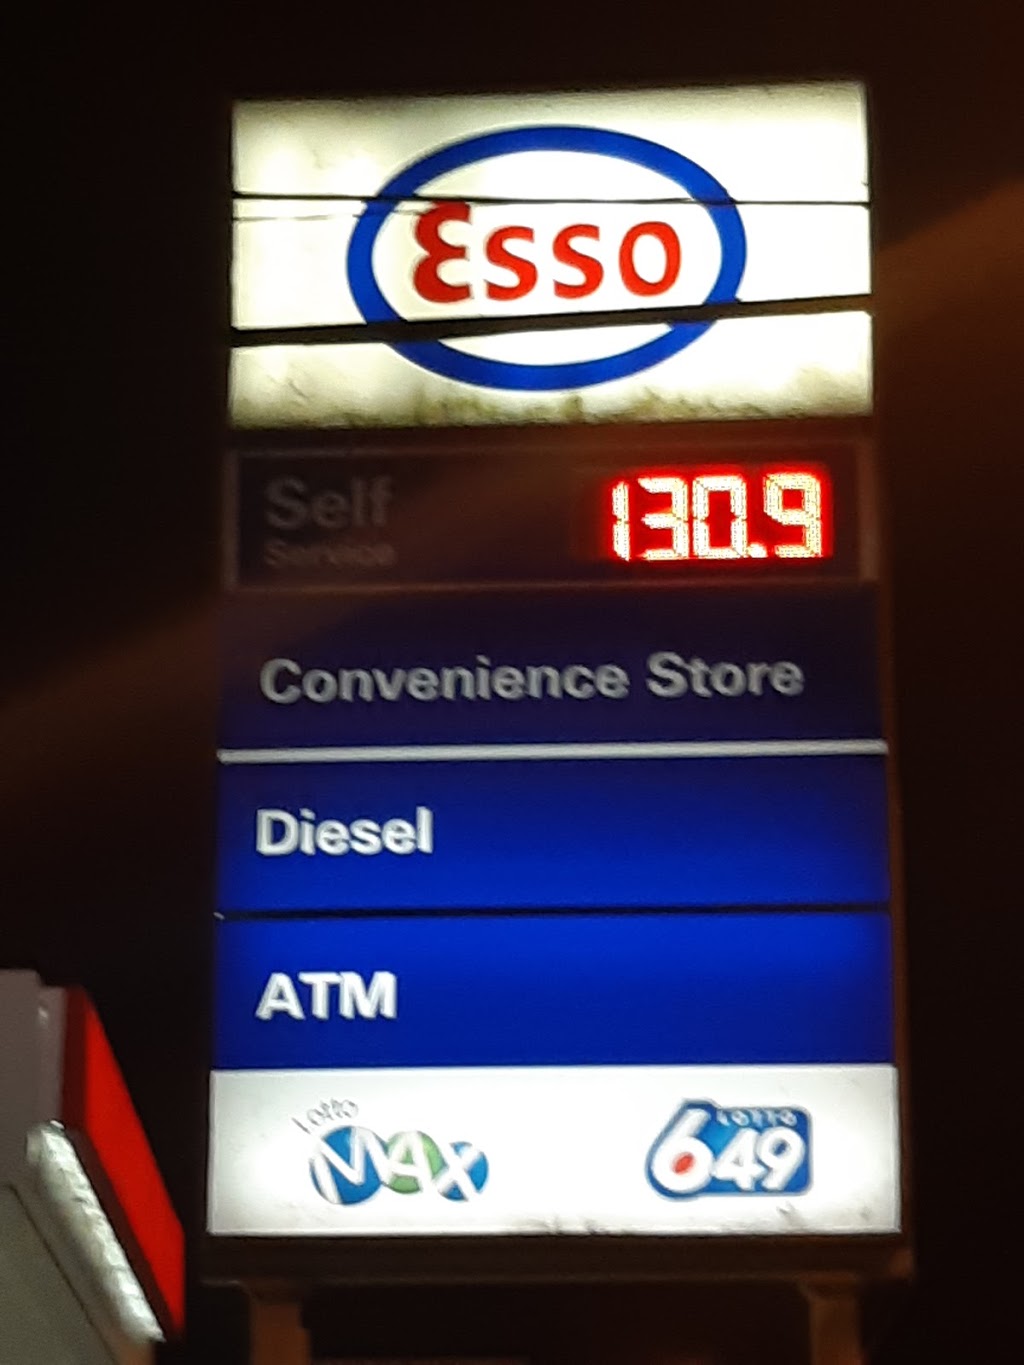 Esso
Self 130.9
Service
Convenience Store
Diesel
ATM
Lotto LOTTO
MAX 649